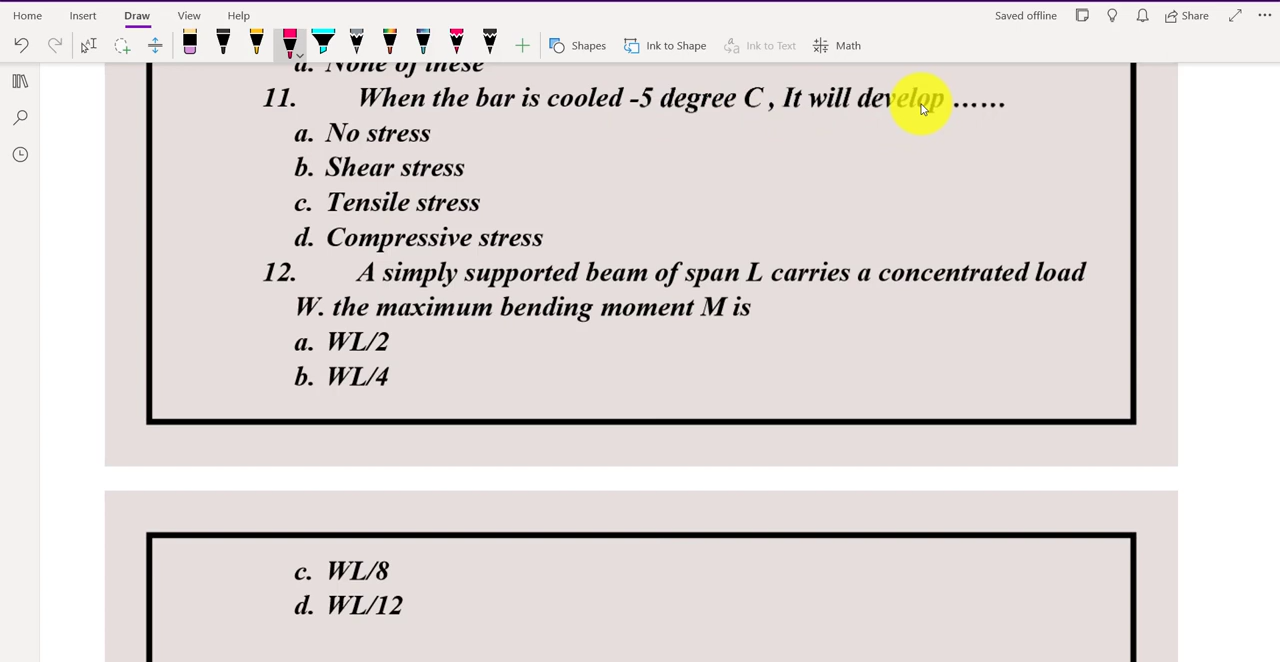 Home Insert Draw View Help Saved offline Share
Shapes Ink to Shape Ink to Text Math
d. None of these
11. When the bar is cooled -5 degree C , It will develop ......
a. No stress
b. Shear stress
c. Tensile stress
d. Compressive stress
12. A simply supported beam of span L carries a concentrated load
W. the maximum bending moment M is
a. WL/2
b. WL/4
c. WL/8
d. WL/12